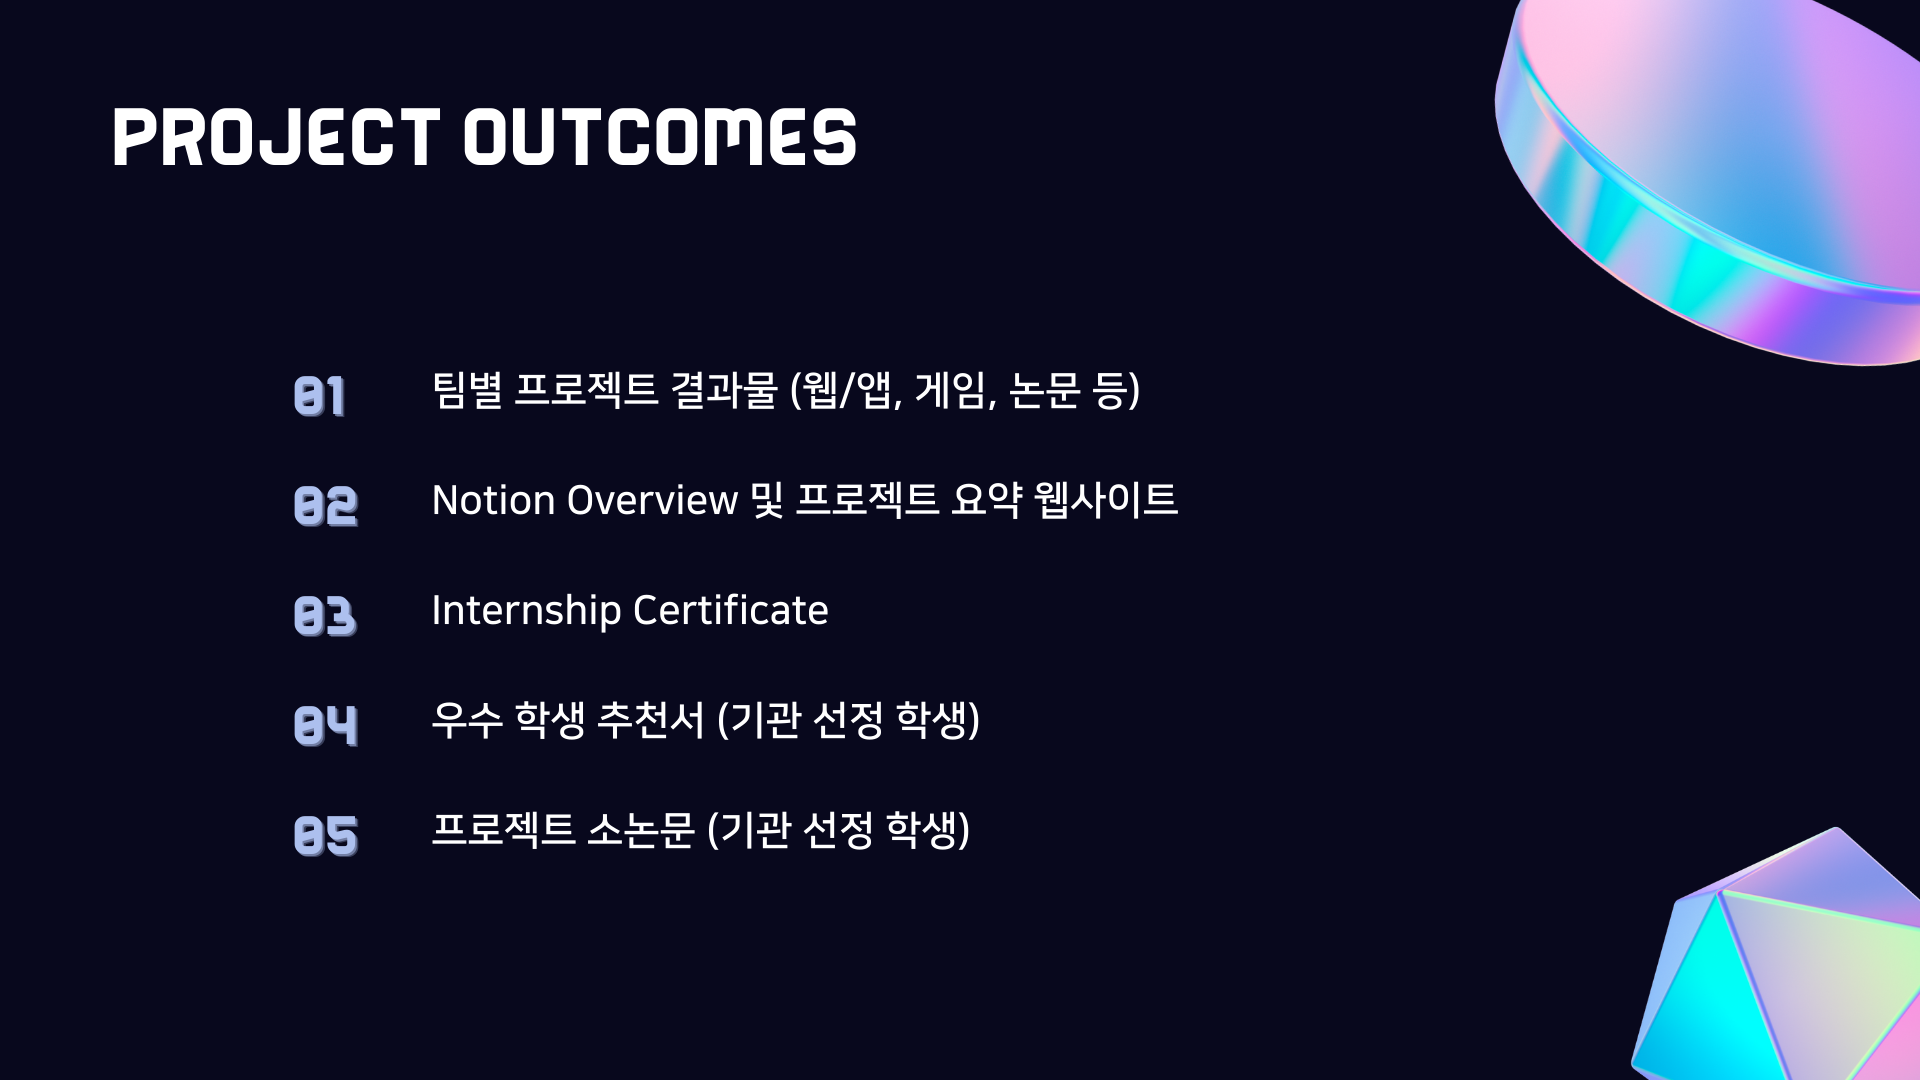 PROJECT OUTCOMES
01 팀별 프로젝트 결과물 (웹/앱, 게임, 논문 등)
02 Notion Overview 및 프로젝트 요약 웹사이트
03 Internship Certificate
04 우수 학생 추천서 (기관 선정 학생)
05 프로젝트 소논문 (기관 선정 학생)